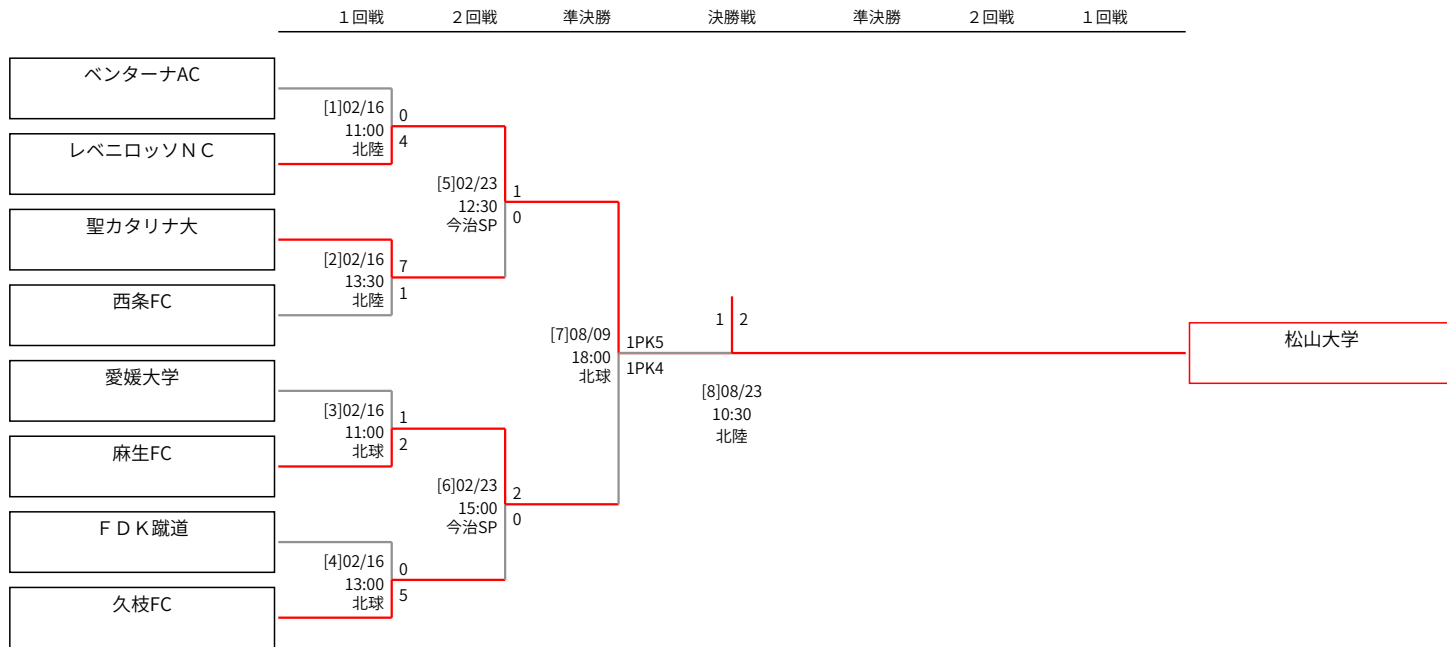 １回戦 ２回戦 準決勝 決勝戦 準決勝 ２回戦 １回戦
ベンターナAC
[1]02/16
11:00
北陸
0
4
レベニロッソＮＣ
[5]02/23
12:30
今治SP
1
0
聖カタリナ大
[2]02/16
13:30
北陸
7
1
西条FC
[7]08/09
18:00
北球
1PK5
1PK4
1 2
[8]08/23
10:30
北陸
松山大学
愛媛大学
[3]02/16
11:00
北球
1
2
麻生FC
[6]02/23
15:00
今治SP
2
0
ＦＤＫ蹴道
[4]02/16
13:00
北球
0
5
久枝FC